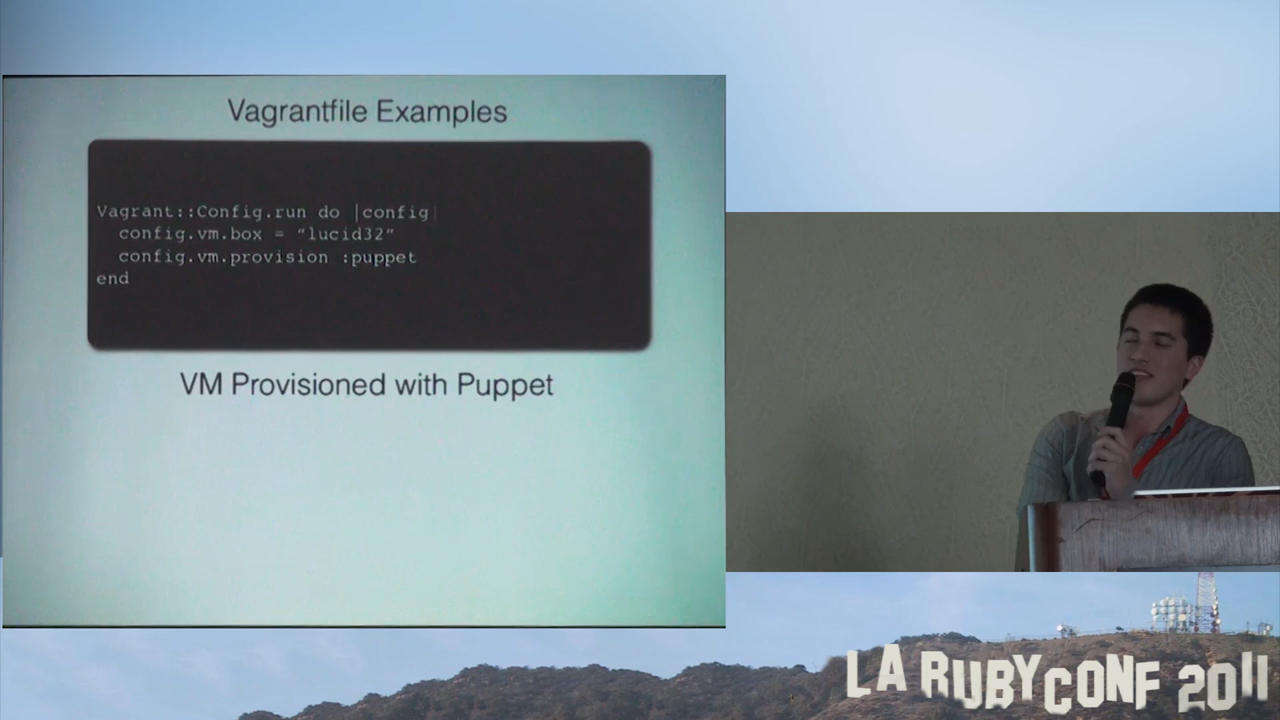 Vagrantfile Examples
Vagrant::Config.run do |config|
config.vm.box = “lucid32”
config.vm.provision :puppet
end
VM Provisioned with Puppet
LA RUBYCONF 2011